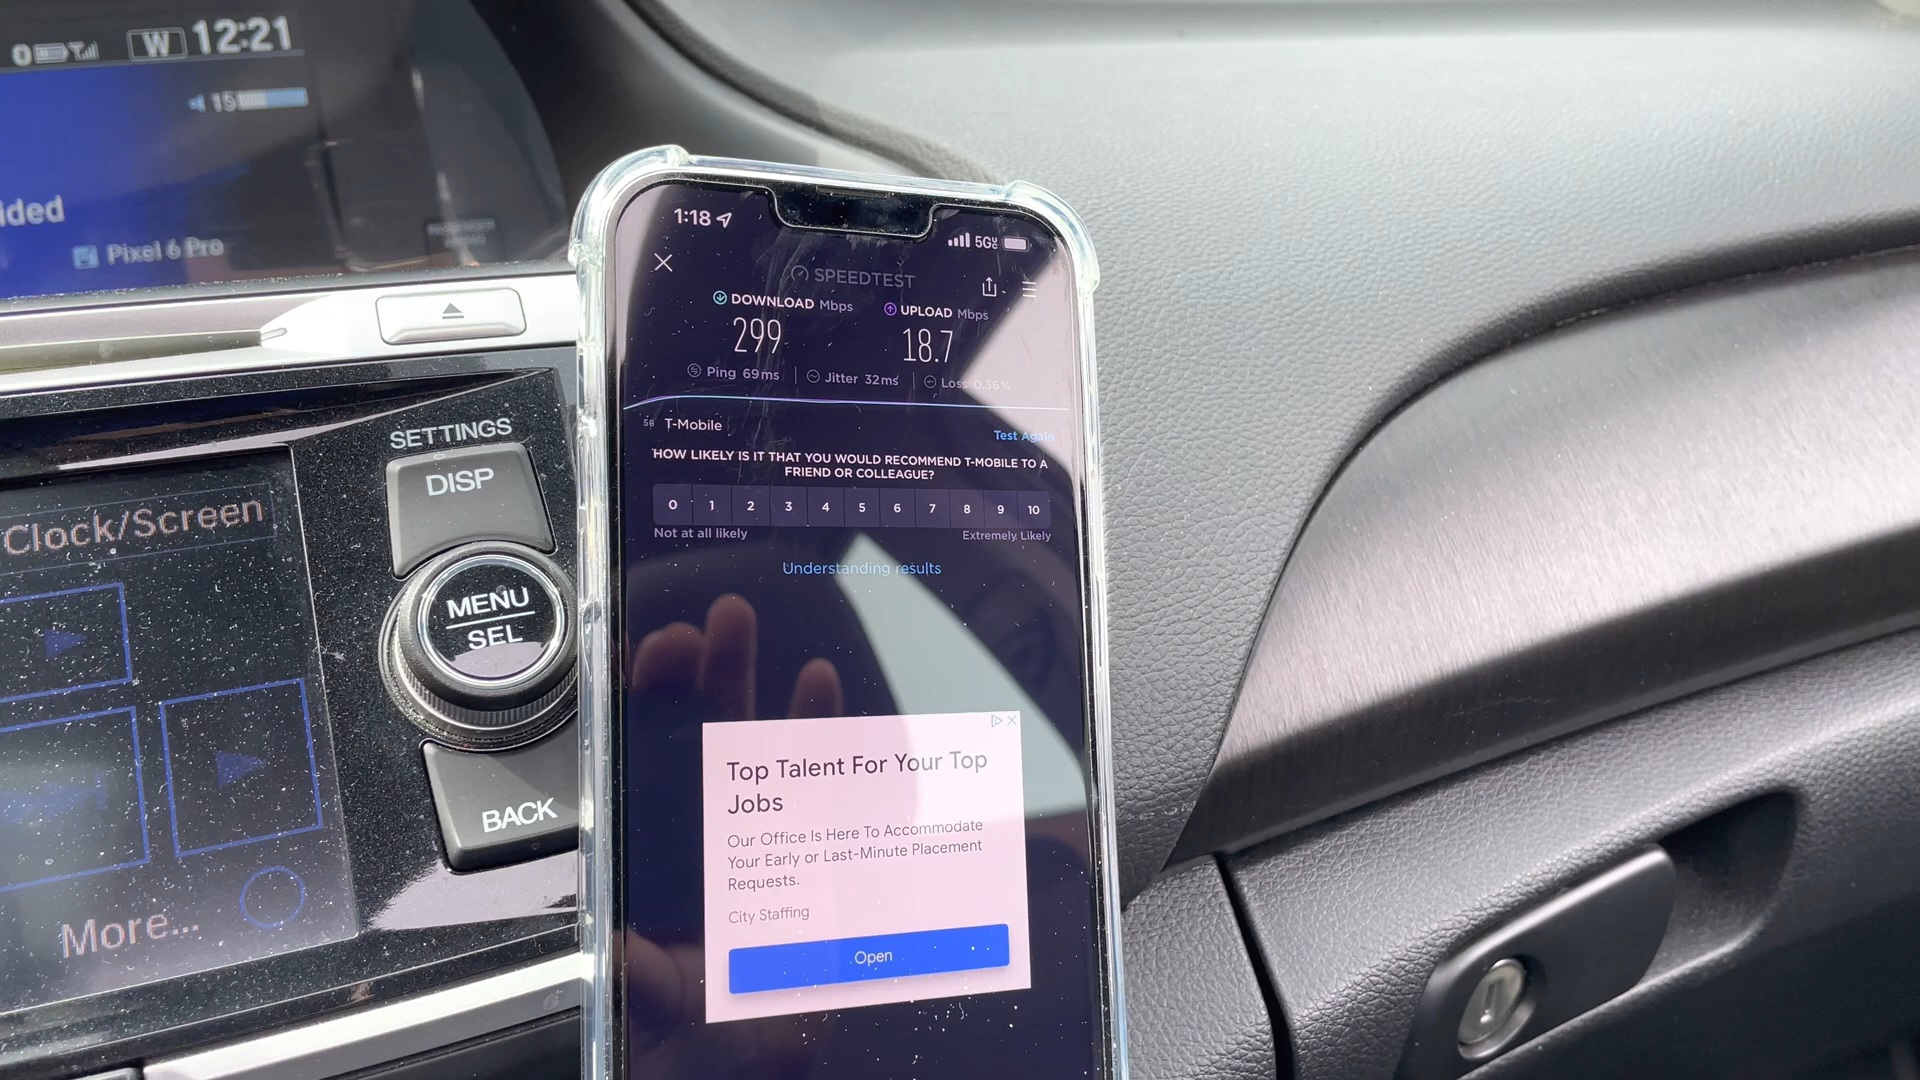 0
W 12:21
15
ided
Pixel 6 Pro
SETTINGS
DISP
Clock/Screen
MENU
SEL
BACK
More...
1:18
5G
SPEEDTEST
DOWNLOAD Mbps
UPLOAD Mbps
299
18.7
Ping 69ms
Jitter 32ms
Loss 0.36%
T-Mobile
Test Again
HOW LIKELY IS IT THAT YOU WOULD RECOMMEND T-MOBILE TO A
FRIEND OR COLLEAGUE?
0 1 2 3 4 5 6 7 8 9 10
Not at all likely
Extremely Likely
Understanding results
Top Talent For Your Top
Jobs
Our Office Is Here To Accommodate
Your Early or Last-Minute Placement
Requests.
City Staffing
Open